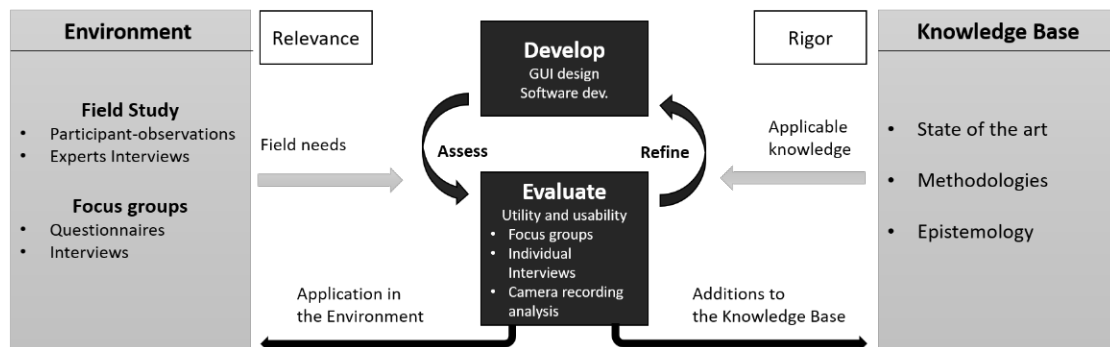 Environment
Field Study
• Participant-observations
• Experts Interviews
Focus groups
• Questionnaires
• Interviews
Relevance
Field needs
Develop
GUI design
Software dev.
Assess
Refine
Evaluate
Utility and usability
• Focus groups
• Individual
Interviews
• Camera recording
analysis
Application in
the Environment
Additions to
the Knowledge Base
Rigor
Applicable
knowledge
Knowledge Base
• State of the art
• Methodologies
• Epistemology